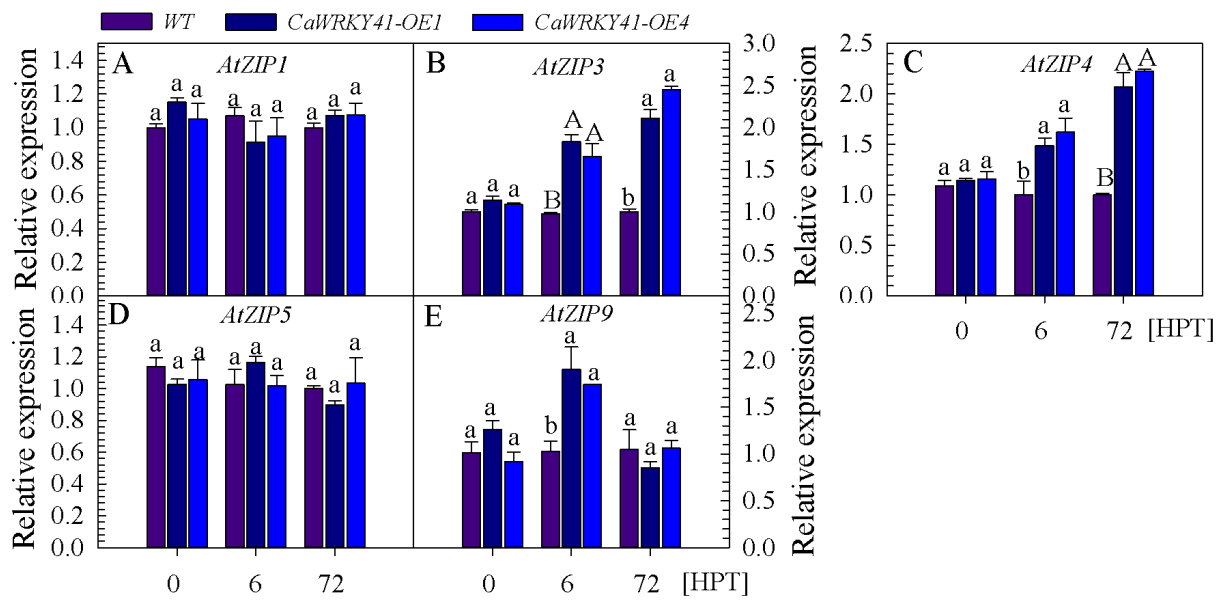 WT CaWRKY41-OE1 CaWRKY41-OE4
A AtZIP1
Relative expression
1.4
1.2
1.0
0.8
0.6
0.4
0.2
0.0
a a a a a a a a a
B AtZIP3
3.0
2.5
2.0
1.5
1.0
0.5
0.0
Relative expression
a a a B A A b a a
C AtZIP4
Relative expression
2.5
2.0
1.5
1.0
0.5
0.0
a a a b a a B A A
0 6 72 [HPT]
D AtZIP5
Relative expression
1.4
1.2
1.0
0.8
0.6
0.4
0.2
0.0
a a a a a a a a a
0 6 72
E AtZIP9
2.5
2.0
1.5
1.0
0.5
0.0
Relative expression
a a a b a a a a a
0 6 72 [HPT]